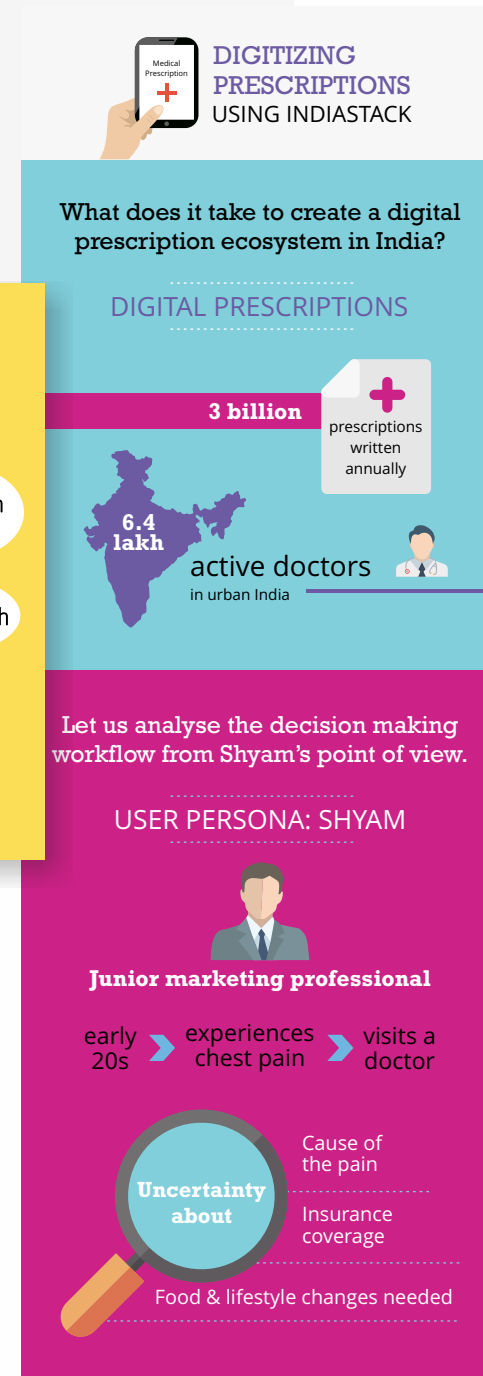 Medical
Prescription
DIGITIZING
PRESCRIPTIONS
USING INDIASTACK
What does it take to create a digital
prescription ecosystem in India?
DIGITAL PRESCRIPTIONS
3 billion
prescriptions
written
annually
6.4
lakh
active doctors
in urban India
Let us analyse the decision making
workflow from Shyam’s point of view.
USER PERSONA: SHYAM
Junior marketing professional
early
20s
experiences
chest pain
visits a
doctor
Uncertainty
about
Cause of
the pain
Insurance
coverage
Food & lifestyle changes needed